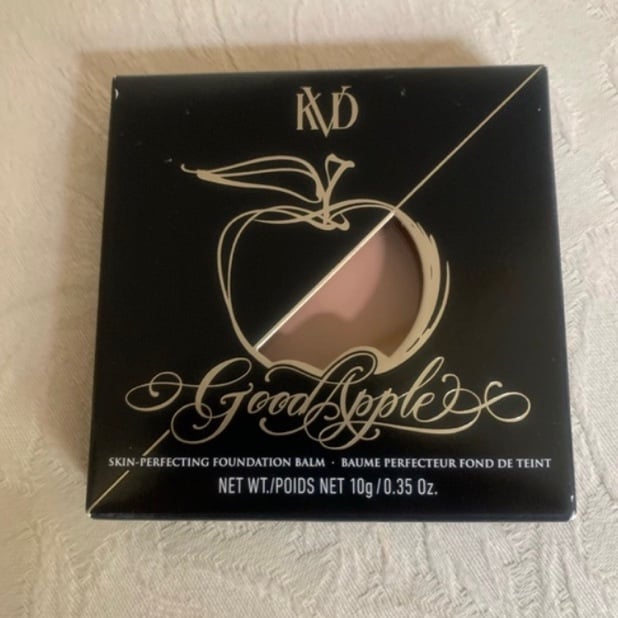 KVD
Good Apple
SKIN-PERFECTING FOUNDATION BALM · BAUME PERFECTEUR FOND DE TEINT
NET WT./POIDS NET 10g/0.35 Oz.